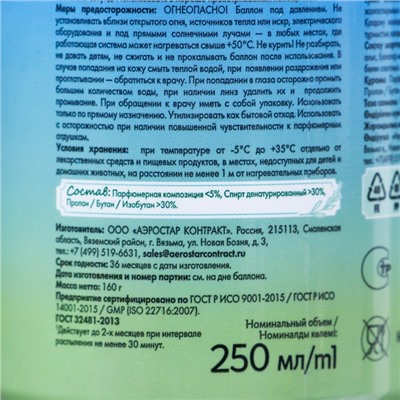 Меры предосторожности: ОГНЕОПАСНО! Баллон под давлением. Не
устанавливать вблизи открытого огня, источников тепла или искр, электрического
оборудования и под прямыми солнечными лучами — в любых местах, где
работающая система может нагреваться свыше +50°С. Не курить! Не разбирать,
не давать детям, не сжигать и не прокалывать баллон после использования. В
случае попадания на кожу смыть теплой водой, при появлении раздражения или
проглатывании — обратиться к врачу. При попадании в глаза осторожно промыть
большим количеством воды, при наличии линз удалить их и продолжить
промывание. При обращении к врачу иметь с собой упаковку. Использовать
только по прямому назначению. Утилизировать как бытовой отход. Использовать
с осторожностью при наличии повышенной чувствительности к парфюмерным
отдушкам.
Условия хранения: при температуре от -5°С до +35°С отдельно от
лекарственных средств и пищевых продуктов, в местах, недоступных для детей и
домашних животных, на расстоянии не менее 1 м от нагревательных приборов.
Состав: Парфюмерная композиция <5%, Спирт денатурированный >30%,
Пропан / Бутан / Изобутан >30%.
Изготовитель: ООО «АЭРОСТАР КОНТРАКТ». Россия, 215113, Смоленская
область, Вяземский район, г. Вязьма, ул. Новая Бозня, д. 3,
тел.: +7 (499) 519-6631, sales@aerostarcontract.ru
Срок годности: 36 месяцев с даты изготовления.
Дата изготовления и номер партии: см. на дне баллона.
Масса нетто: 160 г
Предприятие сертифицировано по ГОСТ Р ИСО 9001-2015 / ГОСТ Р ИСО
14001-2015 / GMP (ISO 22716:2007).
ГОСТ 32481-2013
*Действует до 2-х месяцев при интервале
распыления не менее 30 минут.
Номинальный объем /
Номиналды көлемі:
250 мл/ml